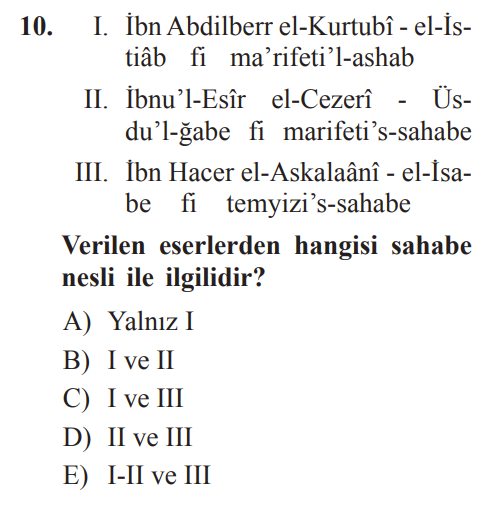 10. I. İbn Abdilberr el-Kurtubî - el-İs-
tiâb fi ma’rifeti’l-ashab
II. İbnu’l-Esîr el-Cezerî - Üs-
du’l-ğabe fi marifeti’s-sahabe
III. İbn Hacer el-Askalaânî - el-İsa-
be fi temyizi’s-sahabe
Verilen eserlerden hangisi sahabe
nesli ile ilgilidir?
A) Yalnız I
B) I ve II
C) I ve III
D) II ve III
E) I-II ve III